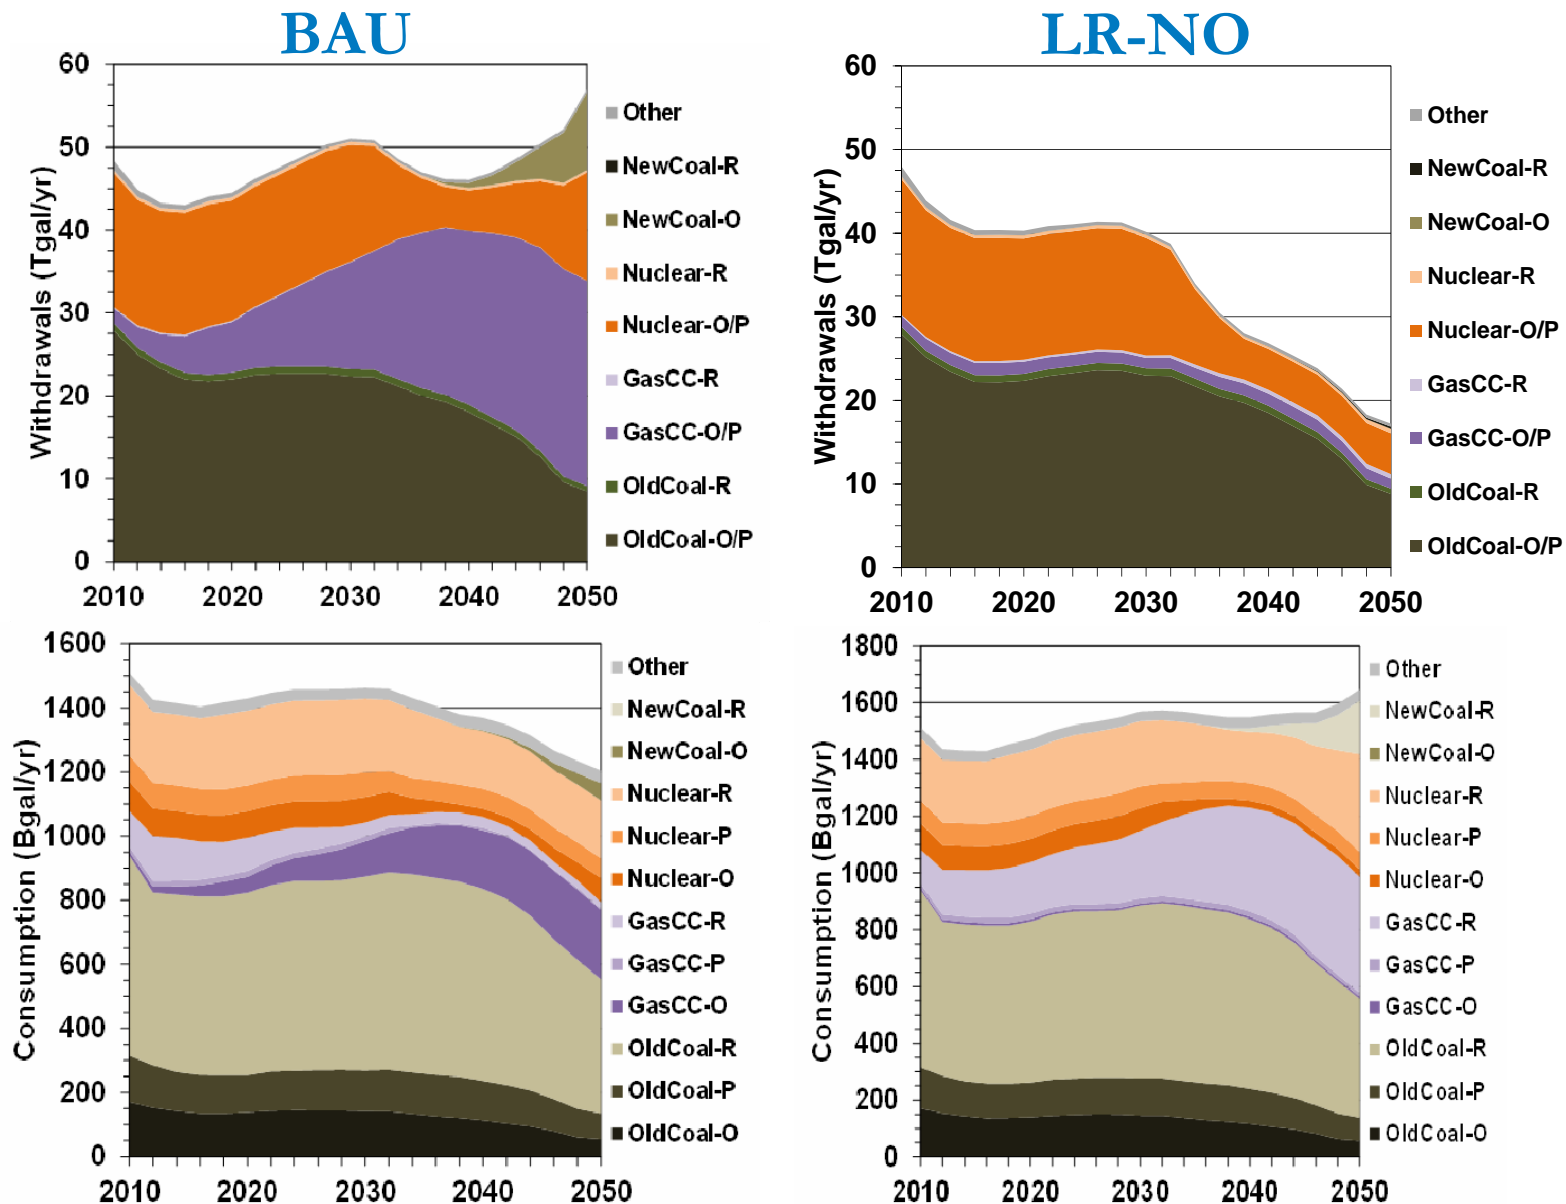 BAU
LR-NO
Withdrawals (Tgal/yr)
60
50
40
30
20
10
0
2010 2020 2030 2040 2050
Other
NewCoal-R
NewCoal-O
Nuclear-R
Nuclear-O/P
GasCC-R
GasCC-O/P
OldCoal-R
OldCoal-O/P
Withdrawals (Tgal/yr)
60
50
40
30
20
10
0
2010 2020 2030 2040 2050
Other
NewCoal-R
NewCoal-O
Nuclear-R
Nuclear-O/P
GasCC-R
GasCC-O/P
OldCoal-R
OldCoal-O/P
Consumption (Bgal/yr)
1600
1400
1200
1000
800
600
400
200
0
2010 2020 2030 2040 2050
Other
NewCoal-R
NewCoal-O
Nuclear-R
Nuclear-P
Nuclear-O
GasCC-R
GasCC-P
GasCC-O
OldCoal-R
OldCoal-P
OldCoal-O
Consumption (Bgal/yr)
1800
1600
1400
1200
1000
800
600
400
200
0
2010 2020 2030 2040 2050
Other
NewCoal-R
NewCoal-O
Nuclear-R
Nuclear-P
Nuclear-O
GasCC-R
GasCC-P
GasCC-O
OldCoal-R
OldCoal-P
OldCoal-O